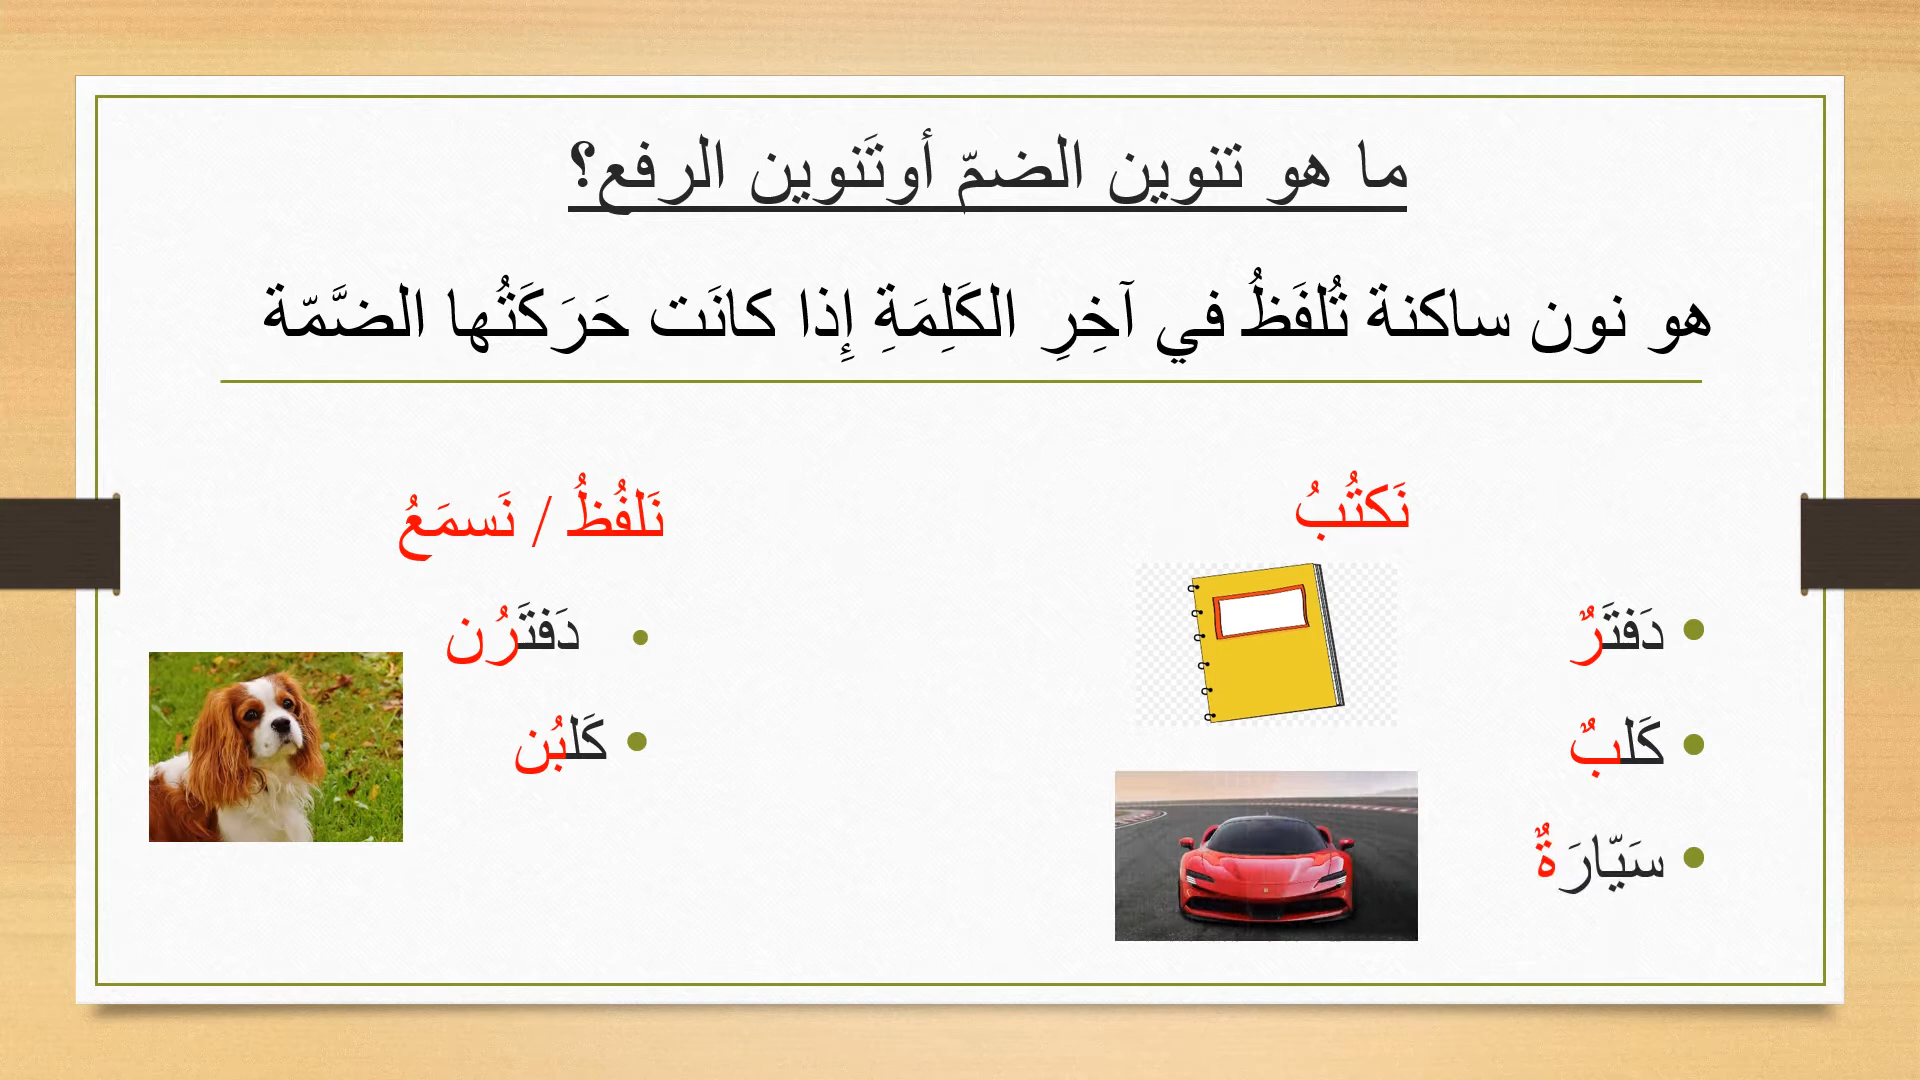 ما هو تنوين الضمّ أوتَنوين الرفع؟
هو نون ساكنة تُلفَظُ في آخِرِ الكَلِمَةِ إِذا كانَت حَرَكَتُها الضَّمّة
نَكتُبُ
• دَفتَرٌ
• كَلبٌ
• سَيّارَةٌ
نَلفُظُ / نَسمَعُ
• دَفتَرُن
• كَلبُن